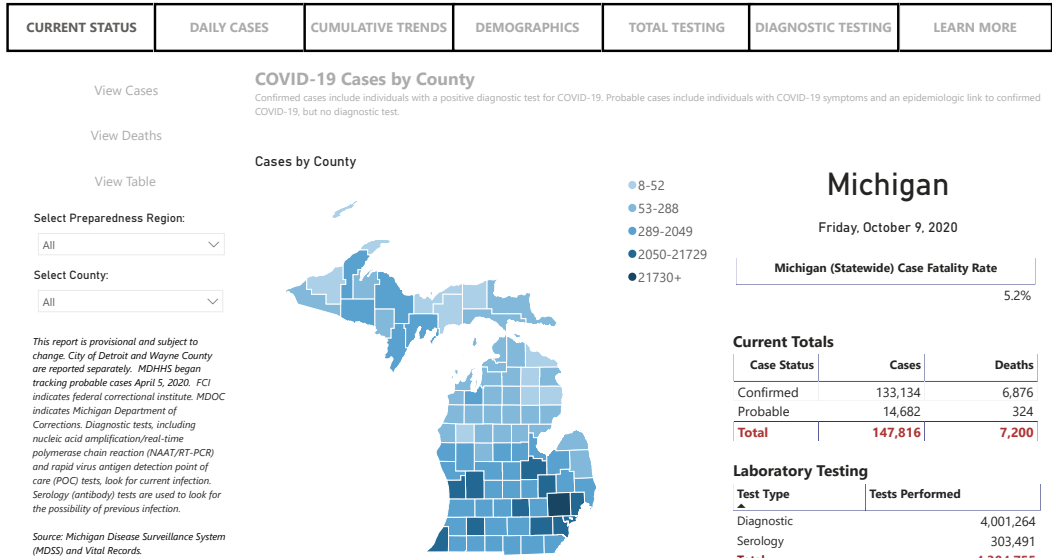 CURRENT STATUS
DAILY CASES
CUMULATIVE TRENDS
DEMOGRAPHICS
TOTAL TESTING
DIAGNOSTIC TESTING
LEARN MORE
View Cases
View Deaths
View Table
Select Preparedness Region:
All
Select County:
All
This report is provisional and subject to
change. City of Detroit and Wayne County
are reported separately.  MDHHS began
tracking probable cases April 5, 2020.  FCI
indicates federal correctional institute. MDOC
indicates Michigan Department of
Corrections. Diagnostic tests, including
nucleic acid amplification/real-time
polymerase chain reaction (NAAT/RT-PCR)
and rapid virus antigen detection point of
care (POC) tests, look for current infection.
Serology (antibody) tests are used to look for
the possibility of previous infection.
Source: Michigan Disease Surveillance System
(MDSS) and Vital Records.
COVID-19 Cases by County
Confirmed cases include individuals with a positive diagnostic test for COVID-19. Probable cases include individuals with COVID-19 symptoms and an epidemiologic link to confirmed
COVID-19, but no diagnostic test.
Cases by County
8-52
53-288
289-2049
2050-21729
21730+
Michigan
Friday, October 9, 2020
Michigan (Statewide) Case Fatality Rate
5.2%
Current Totals
Case Status Cases Deaths
Confirmed 133,134 6,876
Probable 14,682 324
Total 147,816 7,200
Laboratory Testing
Test Type Tests Performed
Diagnostic 4,001,264
Serology 303,491
Total 4,304,755